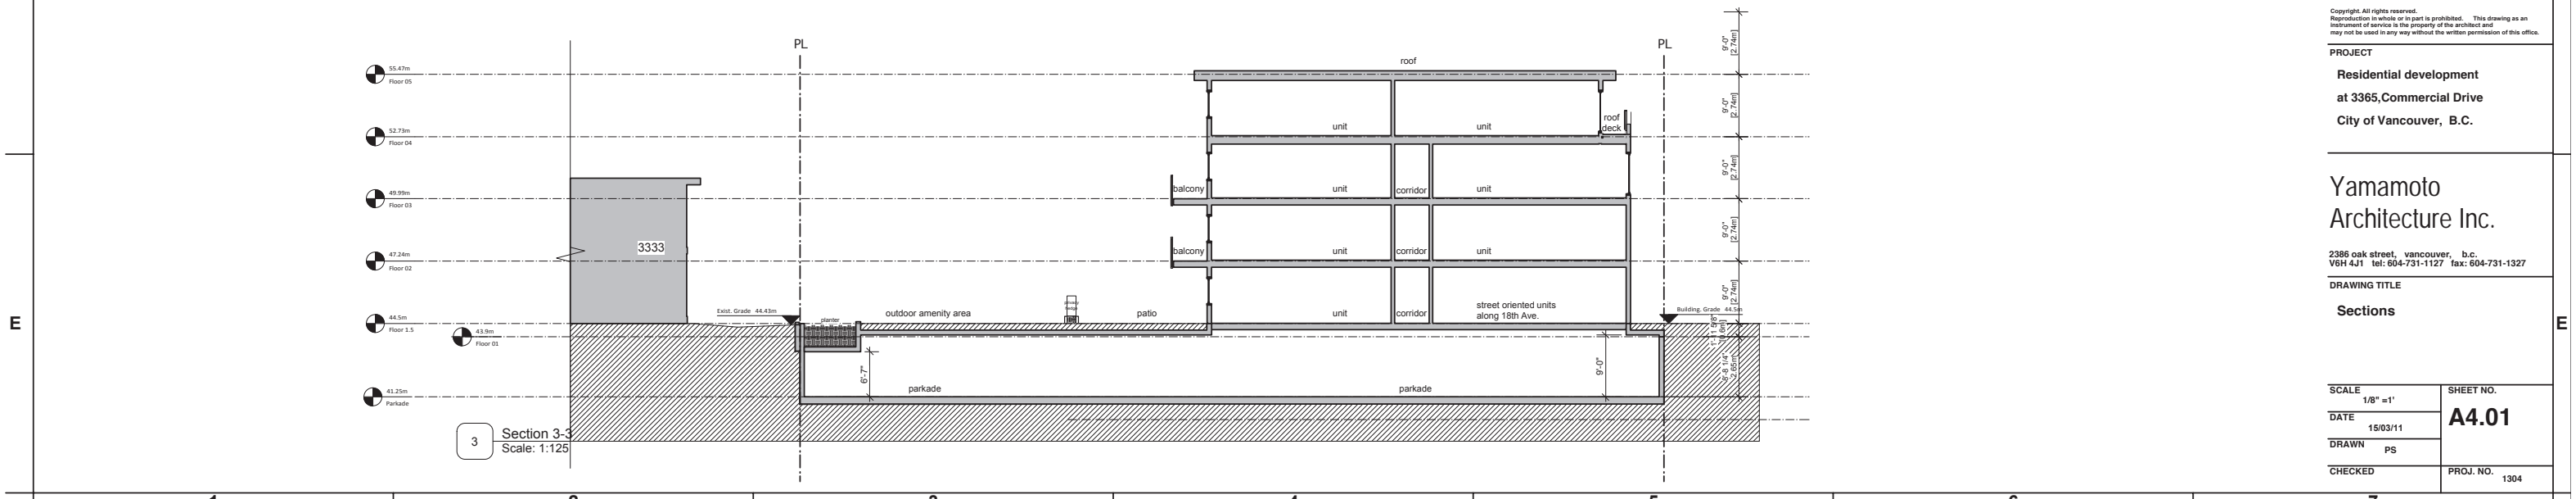 Copyright. All rights reserved.
Reproduction in whole or in part is prohibited. This drawing as an
instrument of service is the property of the architect and
may not be used in any way without the written permission of this office.
PROJECT
Residential development
at 3365,Commercial Drive
City of Vancouver, B.C.
Yamamoto
Architecture Inc.
2386 oak street, vancouver, b.c.
V6H 4J1 tel: 604-731-1127 fax: 604-731-1327
DRAWING TITLE
Sections
SCALE
1/8" =1'
SHEET NO.
A4.01
DATE
15/03/11
DRAWN
PS
CHECKED
PROJ. NO.
1304
PL
PL
9'-0"
[2.74m]
roof
55.47m
Floor 05
9'-0"
[2.74m]
unit
unit
roof
deck
52.73m
Floor 04
9'-0"
[2.74m]
balcony
unit
corridor
unit
49.99m
Floor 03
9'-0"
[2.74m]
3333
balcony
unit
corridor
unit
47.24m
Floor 02
9'-0"
[2.74m]
Exist. Grade 44.43m
planter
outdoor amenity area
patio
unit
corridor
street oriented units
along 18th Ave.
Building. Grade 44.5m
44.5m
Floor 1.5
43.9m
Floor 01
1'-11 5/8"
[0.6m]
6'-7"
9'-0"
8'-8 1/4"
2.65m
parkade
parkade
41.25m
Parkade
3
Section 3-3
Scale: 1:125
E
E
1
2
3
4
5
6
7